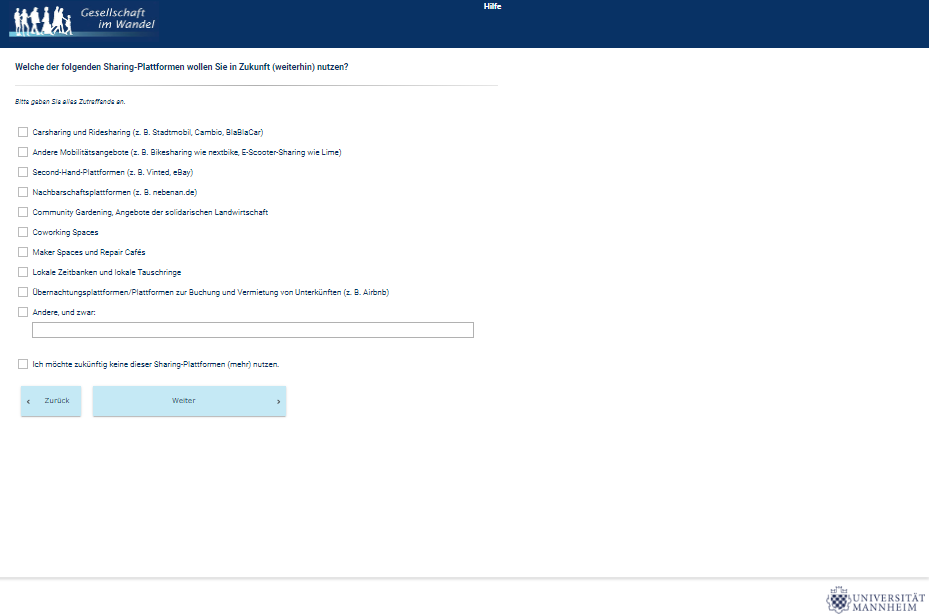 Gesellschaft
im Wandel
Hilfe
Welche der folgenden Sharing-Plattformen wollen Sie in Zukunft (weiterhin) nutzen?
Bitte geben Sie alles Zutreffende an.
Carsharing und Ridesharing (z. B. Stadtmobil, Cambio, BlaBlaCar)
Andere Mobilitätsangebote (z. B. Bikesharing wie nextbike, E-Scooter-Sharing wie Lime)
Second-Hand-Plattformen (z. B. Vinted, eBay)
Nachbarschaftsplattformen (z. B. nebenan.de)
Community Gardening, Angebote der solidarischen Landwirtschaft
Coworking Spaces
Maker Spaces und Repair Cafés
Lokale Zeitbanken und lokale Tauschringe
Übernachtungsplattformen/Plattformen zur Buchung und Vermietung von Unterkünften (z. B. Airbnb)
Andere, und zwar:
Ich möchte zukünftig keine dieser Sharing-Plattformen (mehr) nutzen.
‹ Zurück
Weiter ›
UNIVERSITÄT
MANNHEIM